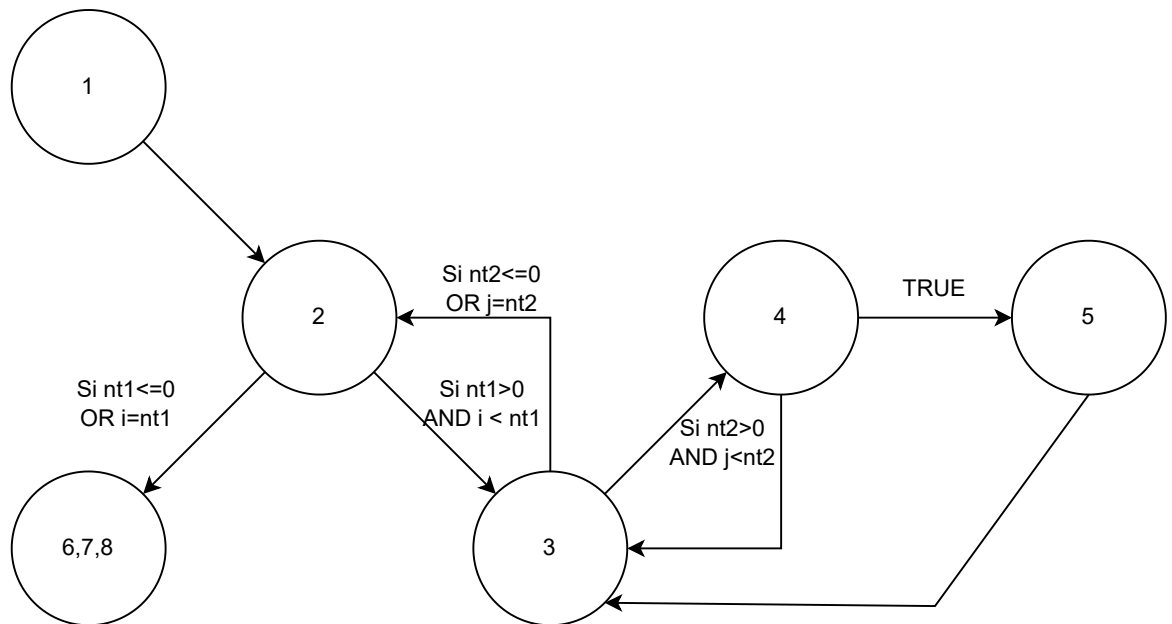 1
Si nt2<=0
OR j=nt2
TRUE
2
4
5
Si nt1<=0
OR i=nt1
Si nt1>0
AND i < nt1
Si nt2>0
AND j<nt2
6,7,8
3